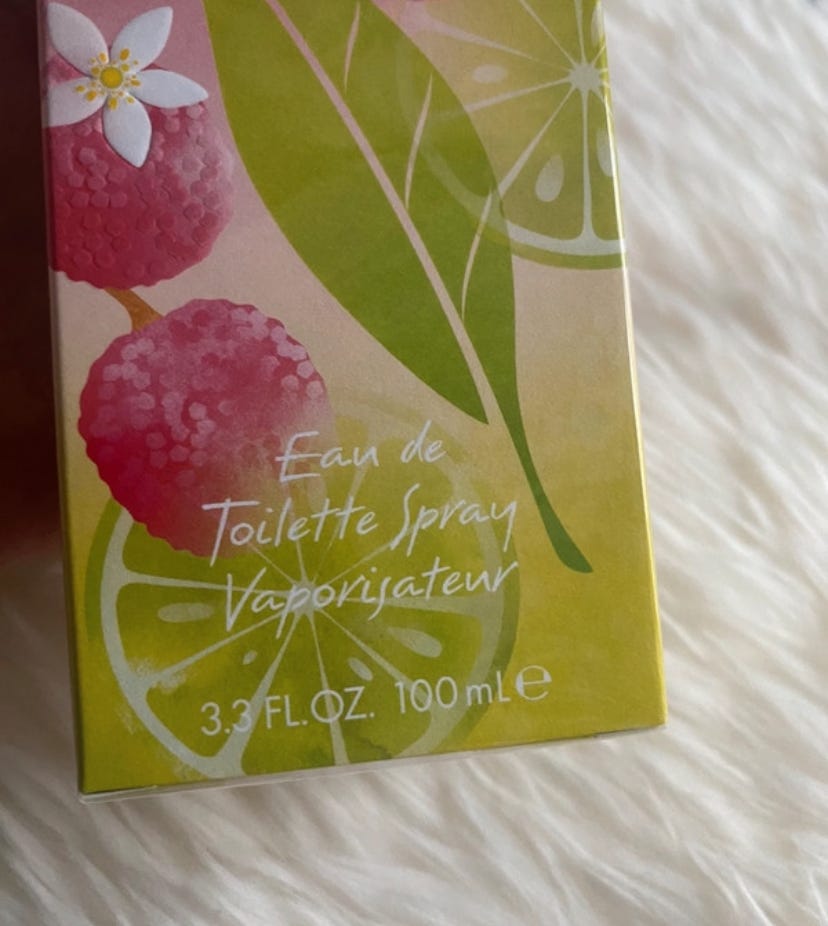 Eau de
Toilette Spray
Vaporisateur
3.3 FL.OZ. 100 mL ℮